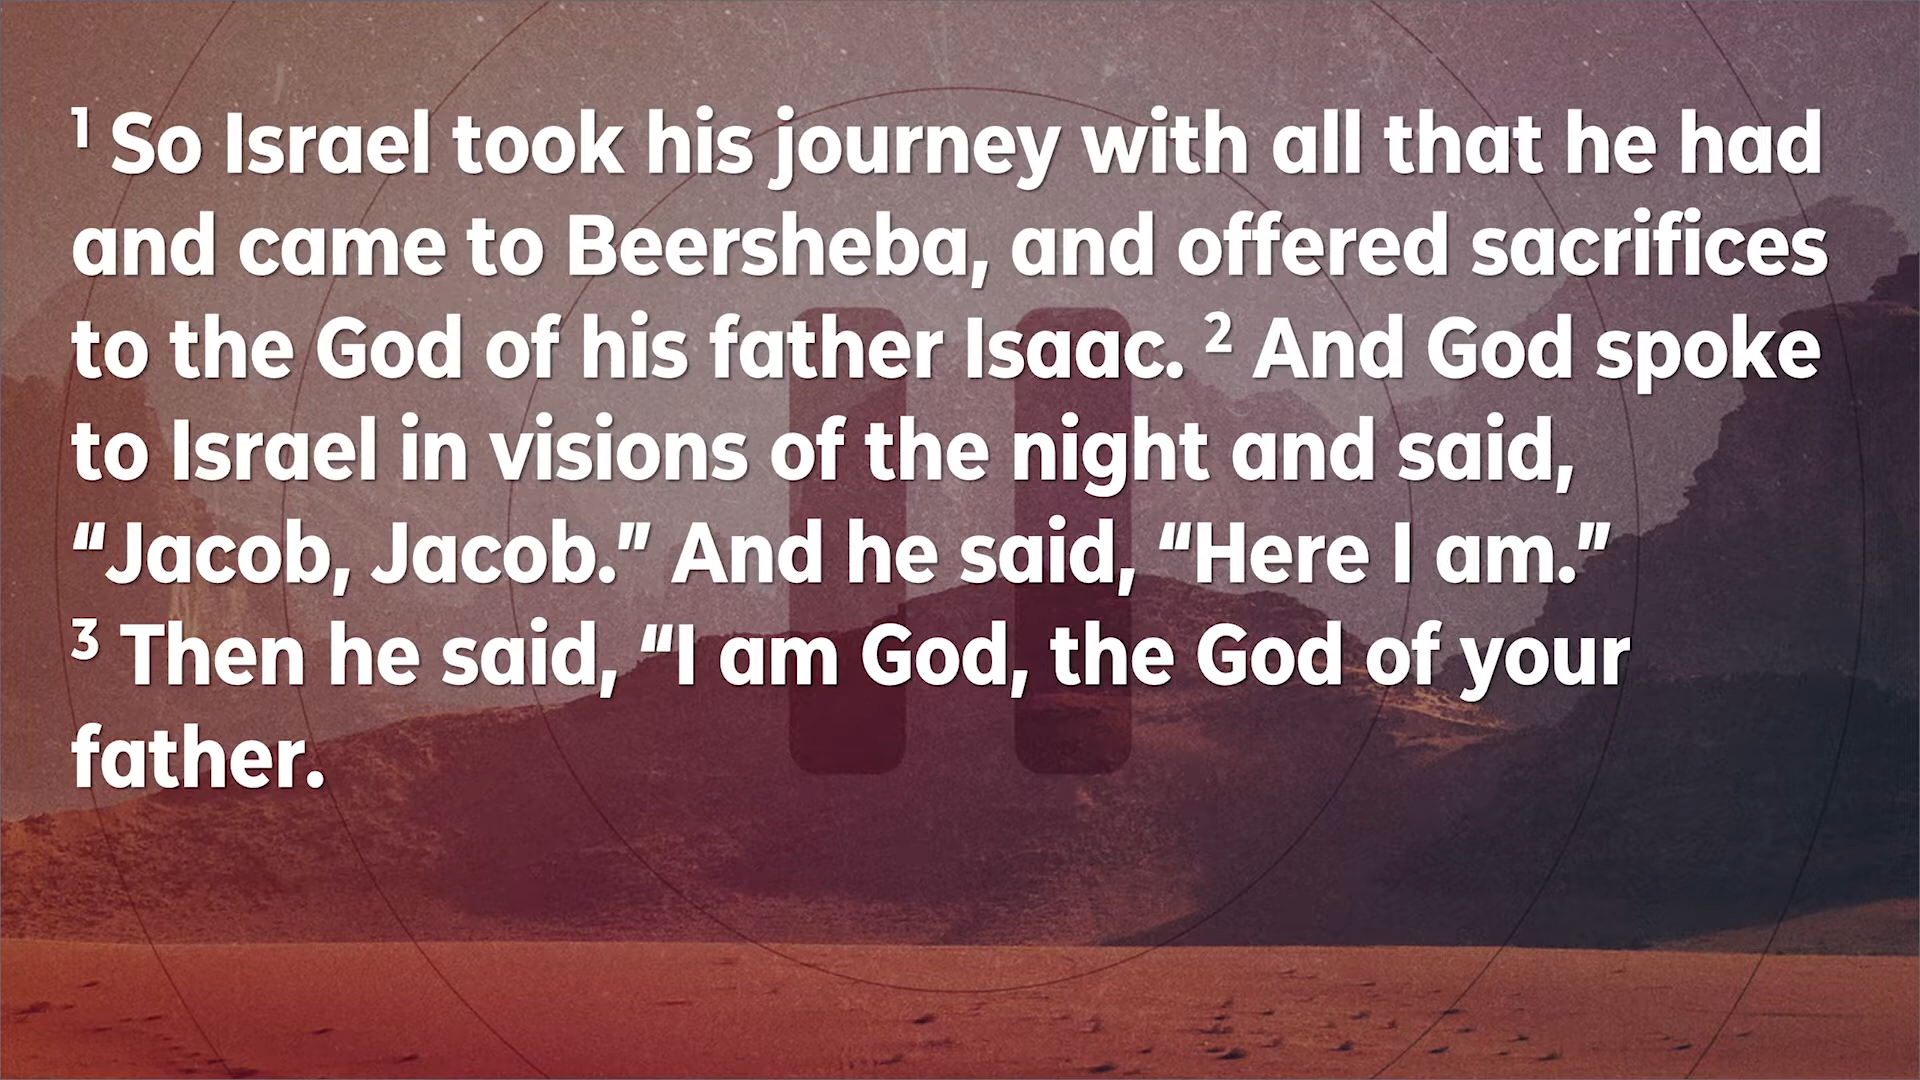 ¹ So Israel took his journey with all that he had
and came to Beersheba, and offered sacrifices
to the God of his father Isaac. ² And God spoke
to Israel in visions of the night and said,
“Jacob, Jacob.” And he said, “Here I am.”
³ Then he said, “I am God, the God of your
father.